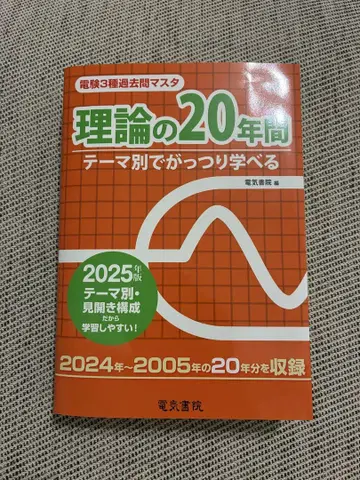 電験3種過去問マスタ
理論の20年間
テーマ別でがっつり学べる
電気書院 編
2025年版
テーマ別・
見開き構成
だから
学習しやすい!
2024年～2005年の20年分を収録
電気書院